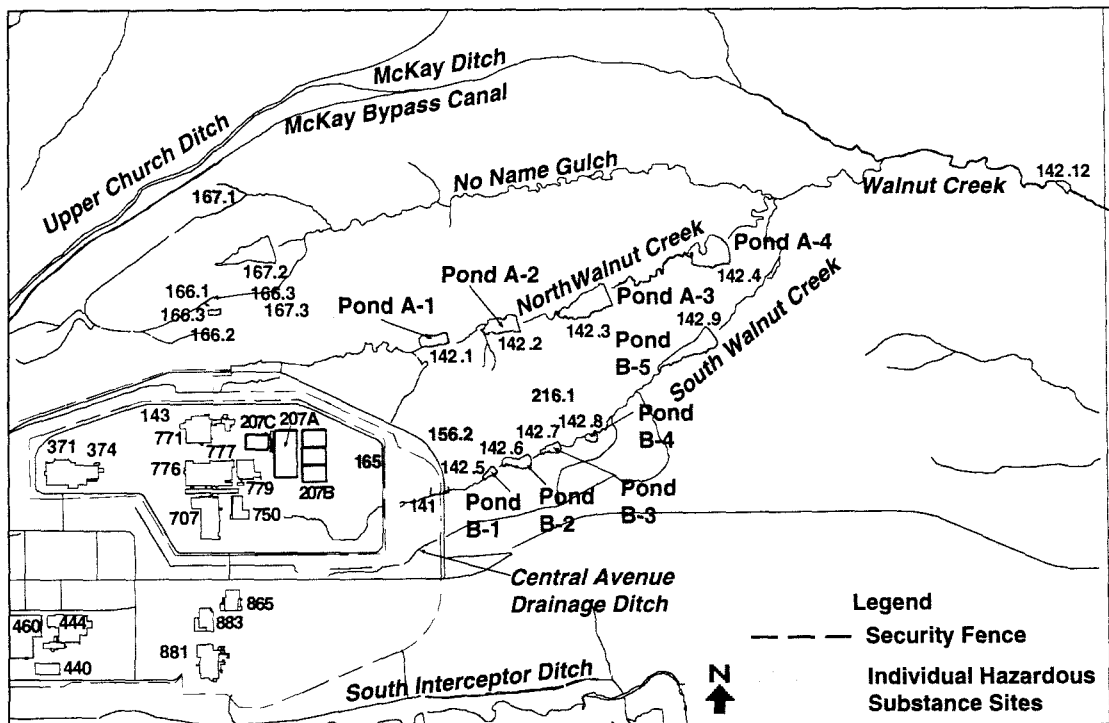 McKay Ditch
McKay Bypass Canal
Upper Church Ditch
No Name Gulch
Walnut Creek
142.12
167.1
167.2
166.1
166.3
166.3
167.3
166.2
Pond A-1
142.1
Pond A-2
142.2
North Walnut Creek
Pond A-3
142.3
Pond A-4
142.4
142.9
Pond
B-5
South Walnut Creek
216.1
142.8
Pond
B-4
142.7
156.2
142.6
142.5
141
Pond
B-1
Pond
B-2
Pond
B-3
143
771
207C
207A
371
374
777
776
779
165
207B
707
750
Central Avenue
Drainage Ditch
865
883
881
460
444
440
South Interceptor Ditch
N
Legend
Security Fence
Individual Hazardous
Substance Sites